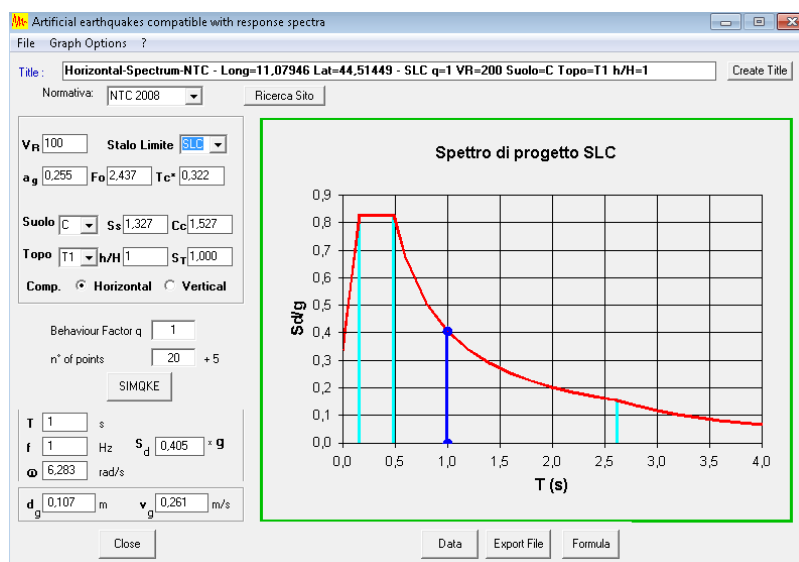 Artificial earthquakes compatible with response spectra
File Graph Options ?
Title : Horizontal-Spectrum-NTC - Long=11,07946 Lat=44,51449 - SLC q=1 VR=200 Suolo=C Topo=T1 h/H=1 Create Title
Normativa: NTC 2008 Ricerca Sito
VR 100 Stalo Limite SLC
ag 0,255 Fo 2,437 Tc* 0,322
Suolo C Ss 1,327 Cc 1,527
Topo T1 h/H 1 ST 1,000
Comp. Horizontal Vertical
Behaviour Factor q 1
n° of points 20 + 5
SIMQKE
T 1 s
f 1 Hz Sd 0,405 * g
ω 6,283 rad/s
dg 0,107 m vg 0,261 m/s
Close
Spettro di progetto SLC
Sd/g
0,9
0,8
0,7
0,6
0,5
0,4
0,3
0,2
0,1
0,0
0,0 0,5 1,0 1,5 2,0 2,5 3,0 3,5 4,0
T (s)
Data Export File Formula